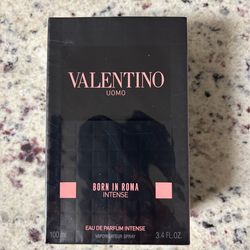 VALENTINO
UOMO
BORN IN ROMA
INTENSE
EAU DE PARFUM INTENSE
100 ml VAPORISATEUR SPRAY 3.4 FL.OZ.